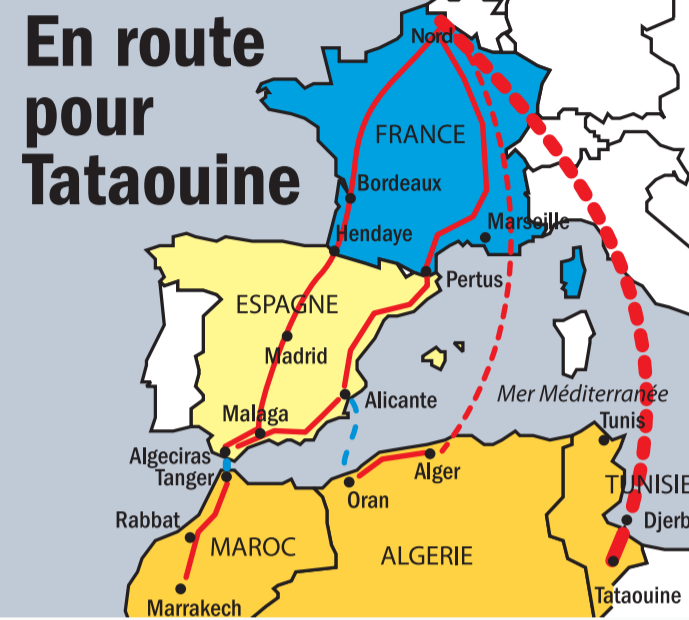 En route
pour
Tataouine
Nord
FRANCE
Bordeaux
Hendaye
Marseille
Pertus
ESPAGNE
Madrid
Alicante
Mer Méditerranée
Malaga
Tunis
Algeciras
Tanger
Alger
Oran
TUNISIE
Rabbat
Djerb
MAROC
ALGERIE
Tataouine
Marrakech